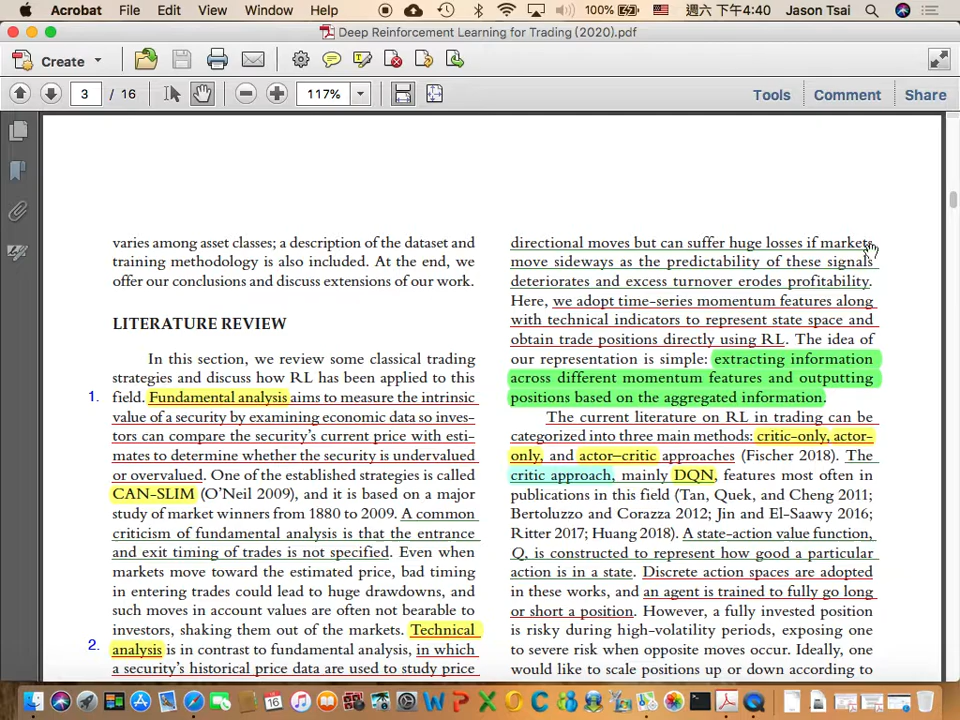 Acrobat File Edit View Window Help 100% 週六 下午4:40 Jason Tsai
Deep Reinforcement Learning for Trading (2020).pdf
Create
3 / 16 117% Tools Comment Share
varies among asset classes; a description of the dataset and
training methodology is also included. At the end, we
offer our conclusions and discuss extensions of our work.
LITERATURE REVIEW
In this section, we review some classical trading
strategies and discuss how RL has been applied to this
1. field. Fundamental analysis aims to measure the intrinsic
value of a security by examining economic data so inves-
tors can compare the security's current price with esti-
mates to determine whether the security is undervalued
or overvalued. One of the established strategies is called
CAN-SLIM (O'Neil 2009), and it is based on a major
study of market winners from 1880 to 2009. A common
criticism of fundamental analysis is that the entrance
and exit timing of trades is not specified. Even when
markets move toward the estimated price, bad timing
in entering trades could lead to huge drawdowns, and
such moves in account values are often not bearable to
investors, shaking them out of the markets. Technical
2. analysis is in contrast to fundamental analysis, in which
a security's historical price data are used to study price
directional moves but can suffer huge losses if markets
move sideways as the predictability of these signals
deteriorates and excess turnover erodes profitability.
Here, we adopt time-series momentum features along
with technical indicators to represent state space and
obtain trade positions directly using RL. The idea of
our representation is simple: extracting information
across different momentum features and outputting
positions based on the aggregated information.
The current literature on RL in trading can be
categorized into three main methods: critic-only, actor-
only, and actor–critic approaches (Fischer 2018). The
critic approach, mainly DQN, features most often in
publications in this field (Tan, Quek, and Cheng 2011;
Bertoluzzo and Corazza 2012; Jin and El-Saawy 2016;
Ritter 2017; Huang 2018). A state-action value function,
Q, is constructed to represent how good a particular
action is in a state. Discrete action spaces are adopted
in these works, and an agent is trained to fully go long
or short a position. However, a fully invested position
is risky during high-volatility periods, exposing one
to severe risk when opposite moves occur. Ideally, one
would like to scale positions up or down according to